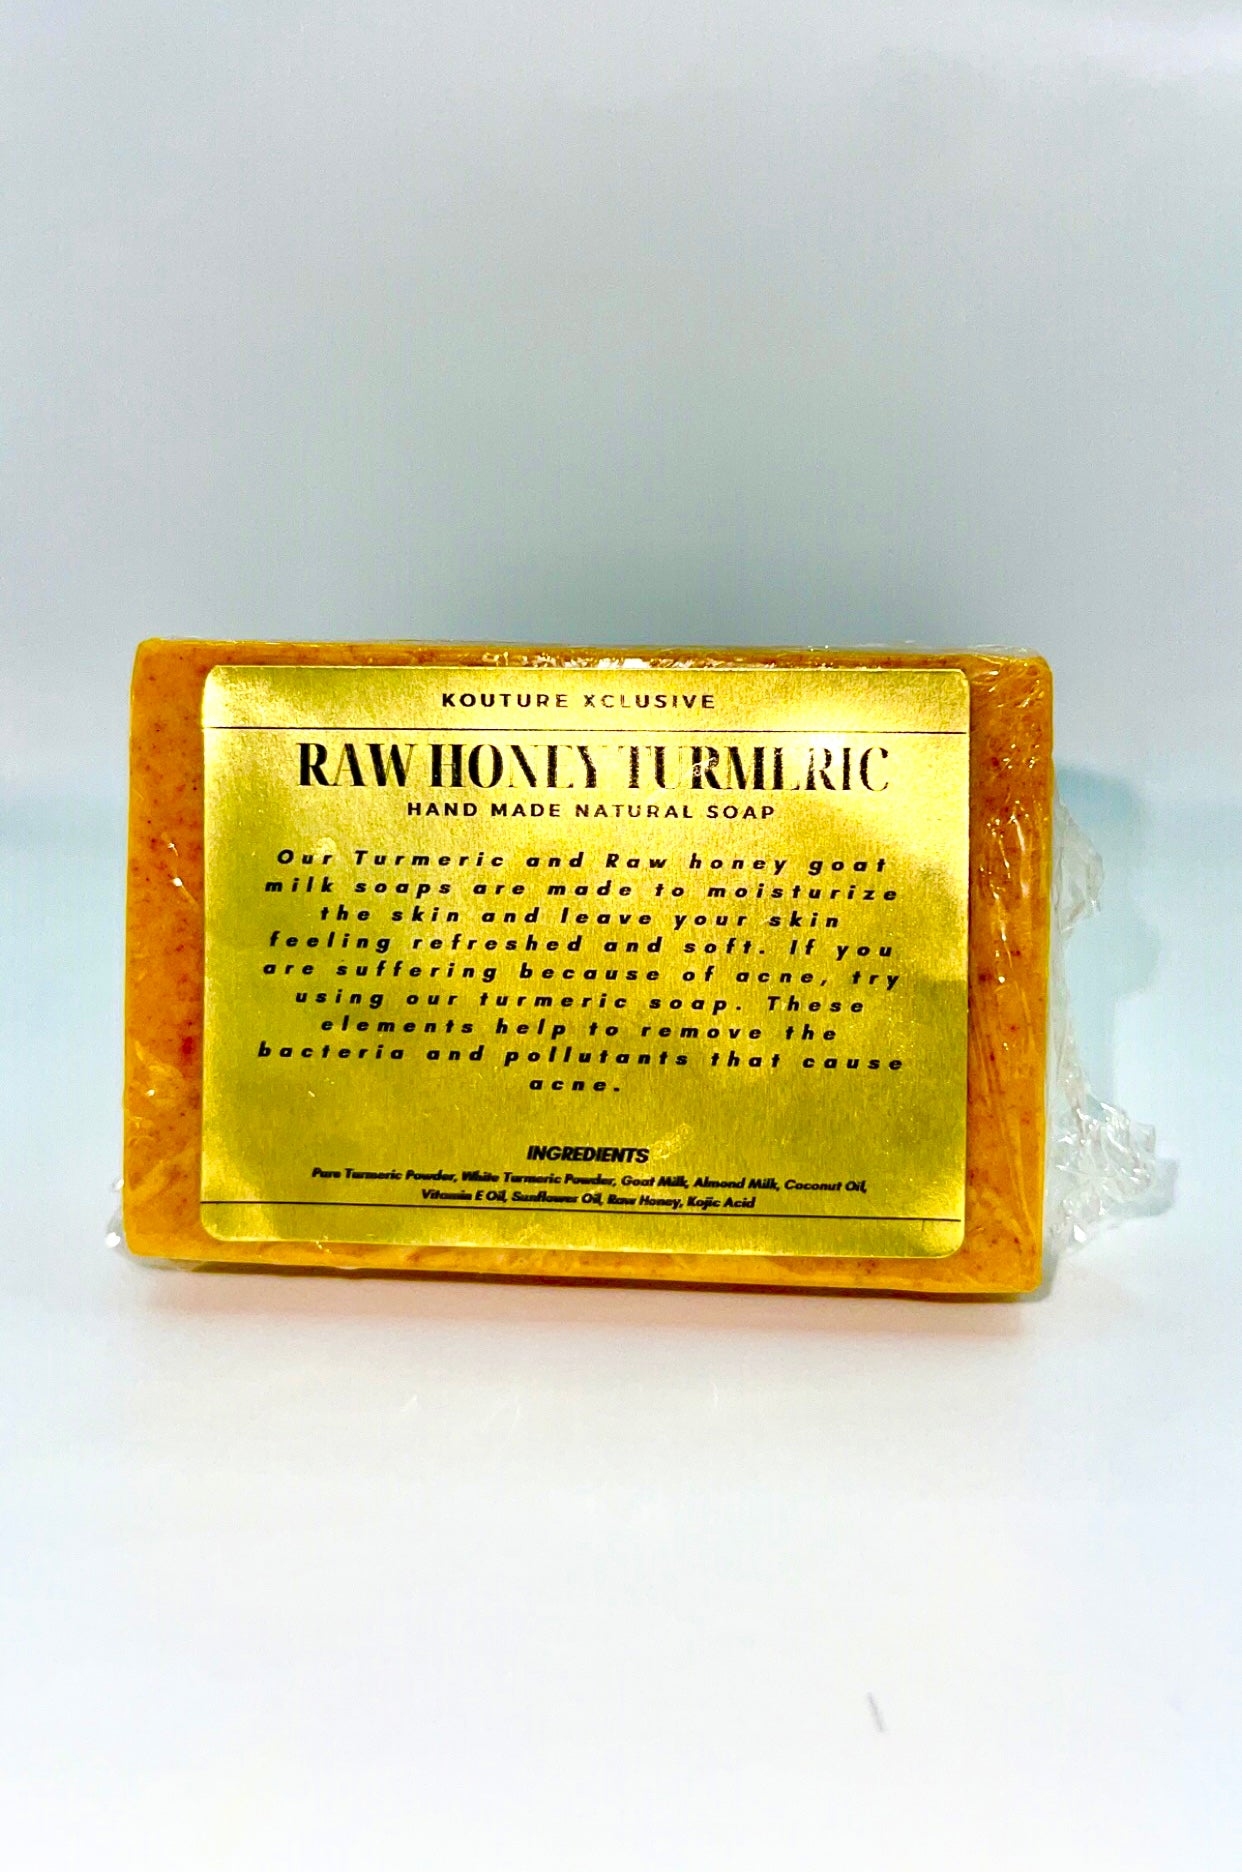 KOUTURE XCLUSIVE
RAW HONEY TURMERIC
HAND MADE NATURAL SOAP
Our Turmeric and Raw honey goat
milk soaps are made to moisturize
the skin and leave your skin
feeling refreshed and soft. If you
are suffering because of acne, try
using our turmeric soap. These
elements help to remove the
bacteria and pollutants that cause
acne.
INGREDIENTS
Pure Turmeric Powder, White Turmeric Powder, Goat Milk, Almond Milk, Coconut Oil,
Vitamin E Oil, Sunflower Oil, Raw Honey, Kojic Acid